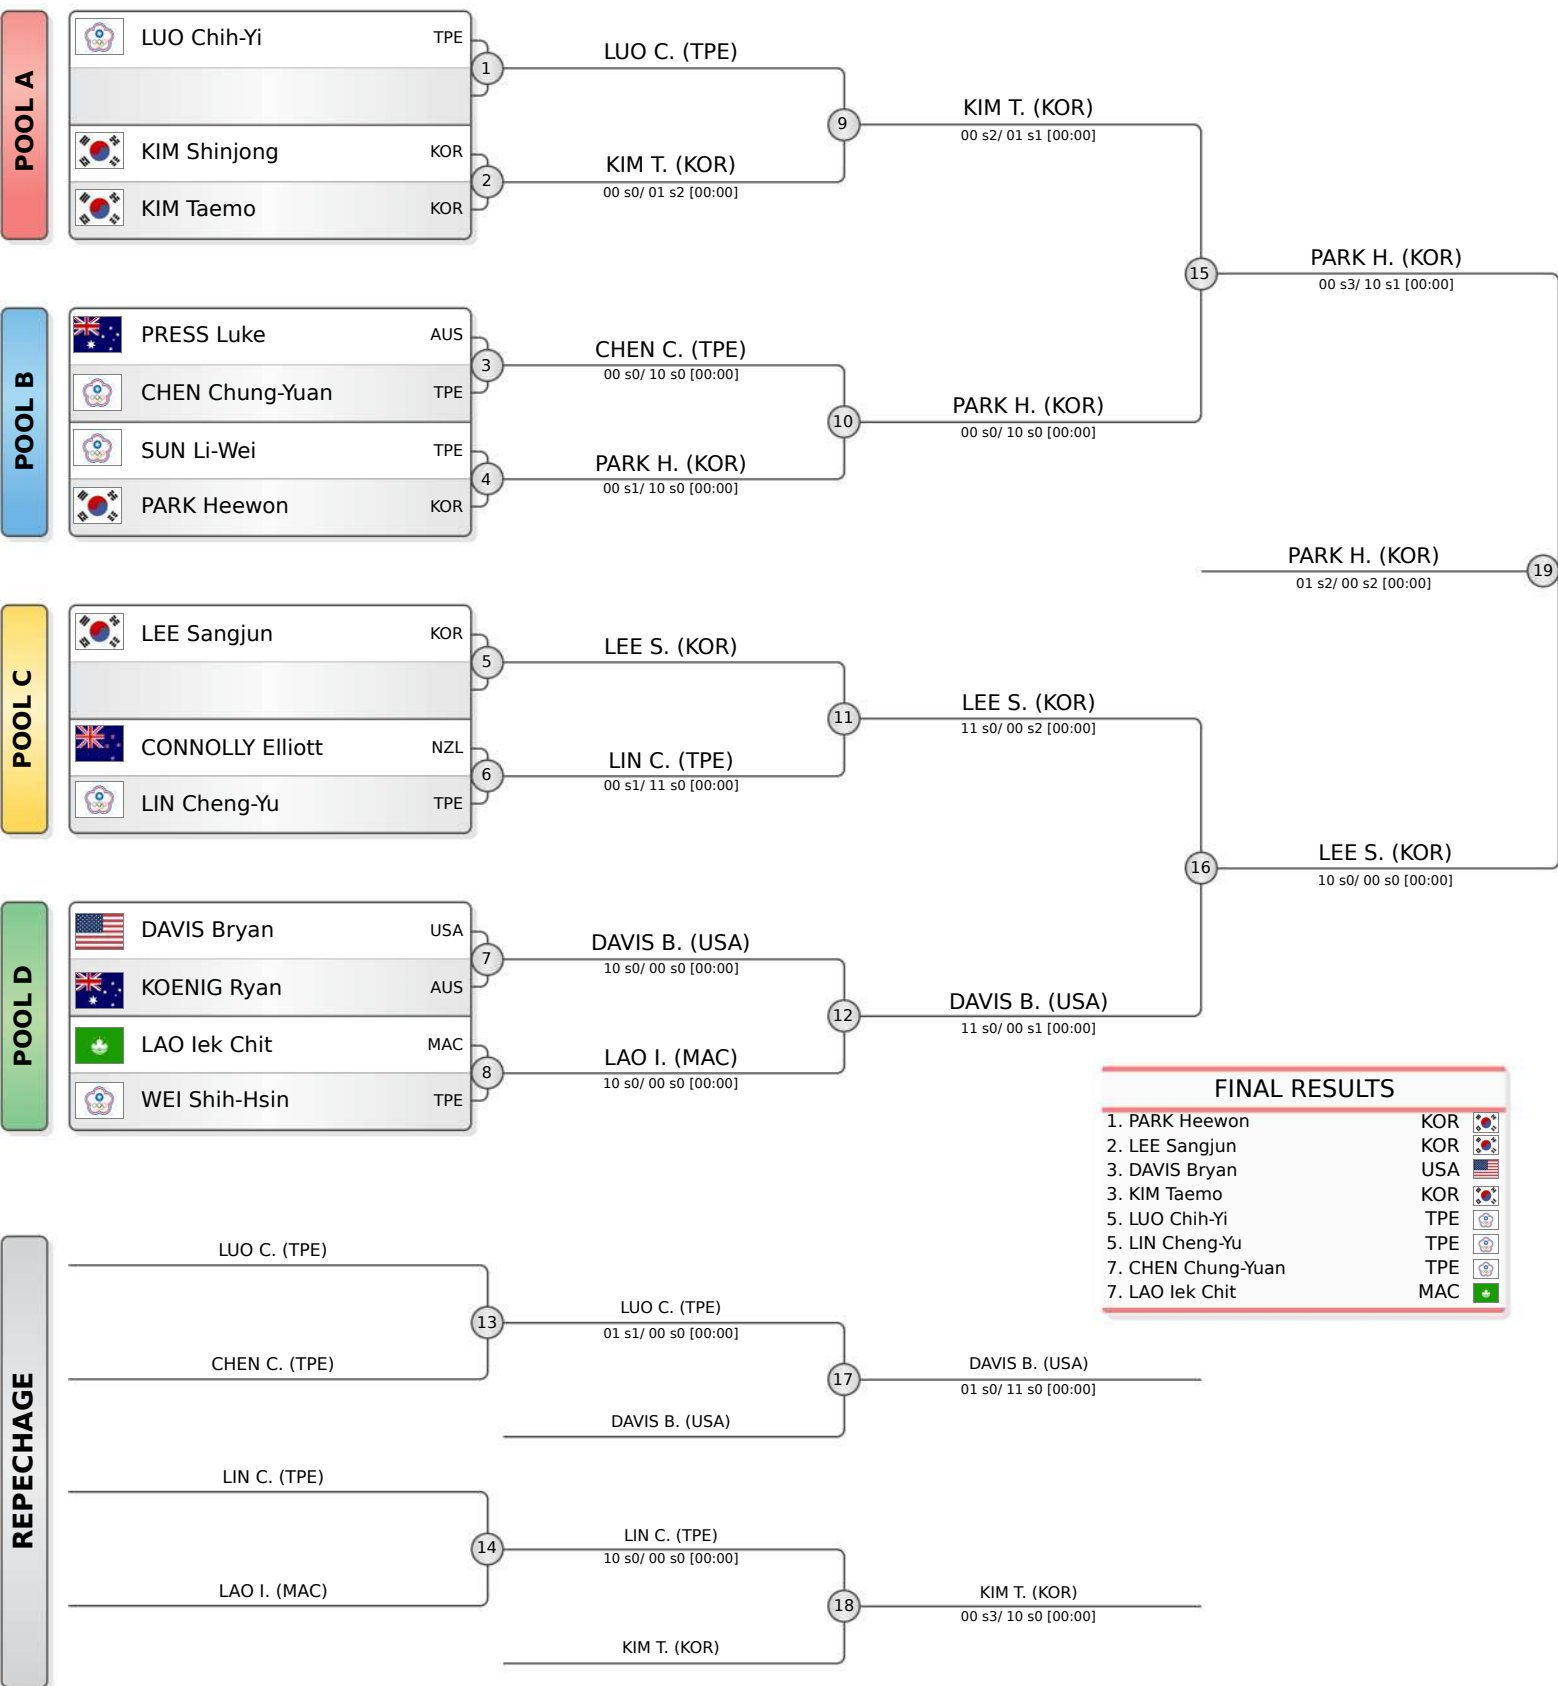 POOL A
LUO Chih-Yi TPE
KIM Shinjong KOR
KIM Taemo KOR
1
2
LUO C. (TPE)
KIM T. (KOR)
00 s0/ 01 s2 [00:00]
9
KIM T. (KOR)
00 s2/ 01 s1 [00:00]
POOL B
PRESS Luke AUS
CHEN Chung-Yuan TPE
SUN Li-Wei TPE
PARK Heewon KOR
3
4
CHEN C. (TPE)
00 s0/ 10 s0 [00:00]
PARK H. (KOR)
00 s1/ 10 s0 [00:00]
10
PARK H. (KOR)
00 s0/ 10 s0 [00:00]
15
PARK H. (KOR)
00 s3/ 10 s1 [00:00]
PARK H. (KOR)
01 s2/ 00 s2 [00:00]
19
POOL C
LEE Sangjun KOR
CONNOLLY Elliott NZL
LIN Cheng-Yu TPE
5
6
LEE S. (KOR)
LIN C. (TPE)
00 s1/ 11 s0 [00:00]
11
LEE S. (KOR)
11 s0/ 00 s2 [00:00]
16
LEE S. (KOR)
10 s0/ 00 s0 [00:00]
POOL D
DAVIS Bryan USA
KOENIG Ryan AUS
LAO Iek Chit MAC
WEI Shih-Hsin TPE
7
8
DAVIS B. (USA)
10 s0/ 00 s0 [00:00]
LAO I. (MAC)
10 s0/ 00 s0 [00:00]
12
DAVIS B. (USA)
11 s0/ 00 s1 [00:00]
FINAL RESULTS
1. PARK Heewon KOR
2. LEE Sangjun KOR
3. DAVIS Bryan USA
3. KIM Taemo KOR
5. LUO Chih-Yi TPE
5. LIN Cheng-Yu TPE
7. CHEN Chung-Yuan TPE
7. LAO Iek Chit MAC
REPECHAGE
LUO C. (TPE)
CHEN C. (TPE)
13
LUO C. (TPE)
01 s1/ 00 s0 [00:00]
DAVIS B. (USA)
17
DAVIS B. (USA)
01 s0/ 11 s0 [00:00]
LIN C. (TPE)
LAO I. (MAC)
14
LIN C. (TPE)
10 s0/ 00 s0 [00:00]
KIM T. (KOR)
18
KIM T. (KOR)
00 s3/ 10 s0 [00:00]